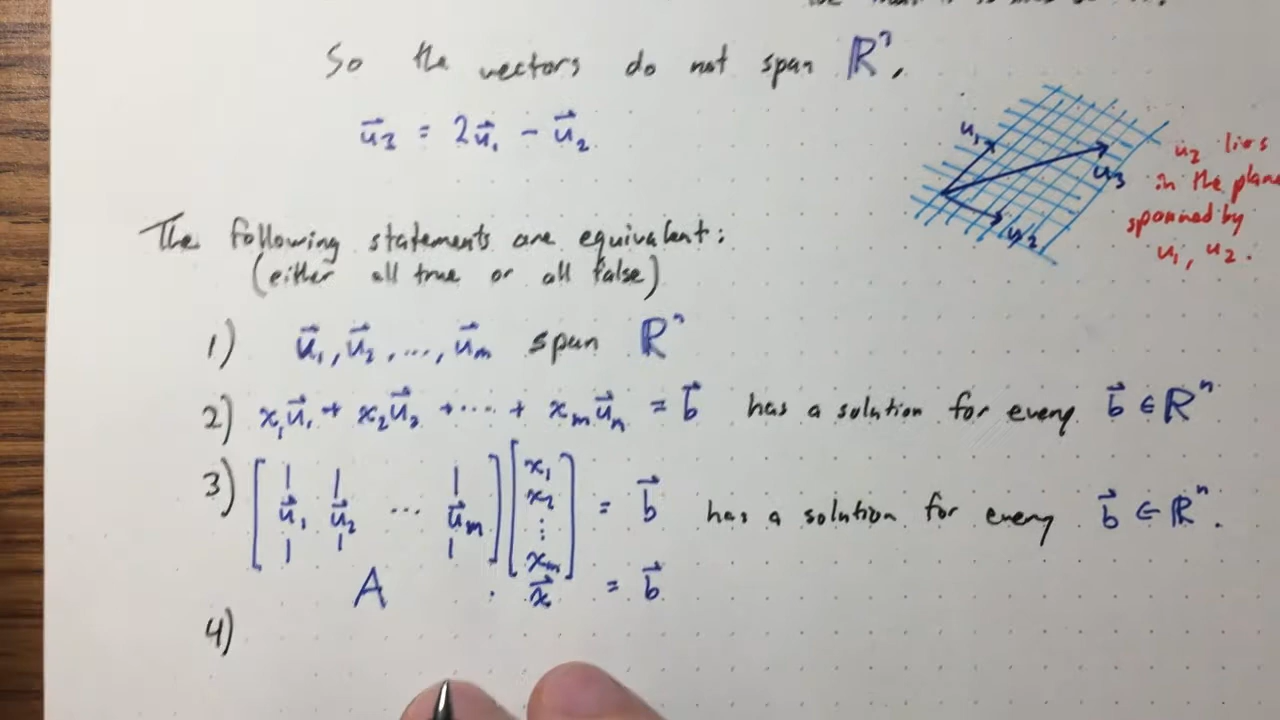 So the vectors do not span ℝ³.
u⃗₃ = 2u⃗₁ - u⃗₂
u₁
u₃
u₂
u₂ lies
in the plane
spanned by
u₁, u₂.
The following statements are equivalent:
(either all true or all false)
1) u⃗₁, u⃗₂, ..., u⃗ₘ span ℝⁿ
2) x₁u⃗₁ + x₂u⃗₂ + .... + xₘu⃗ₙ = b⃗ has a solution for every b⃗ ∈ ℝⁿ
3) [u⃗₁ u⃗₂ ... u⃗ₘ] [x₁ x₂ ⋮ xₘ] = b⃗ has a solution for every b⃗ ∈ ℝⁿ.
A · x⃗ = b⃗
4)